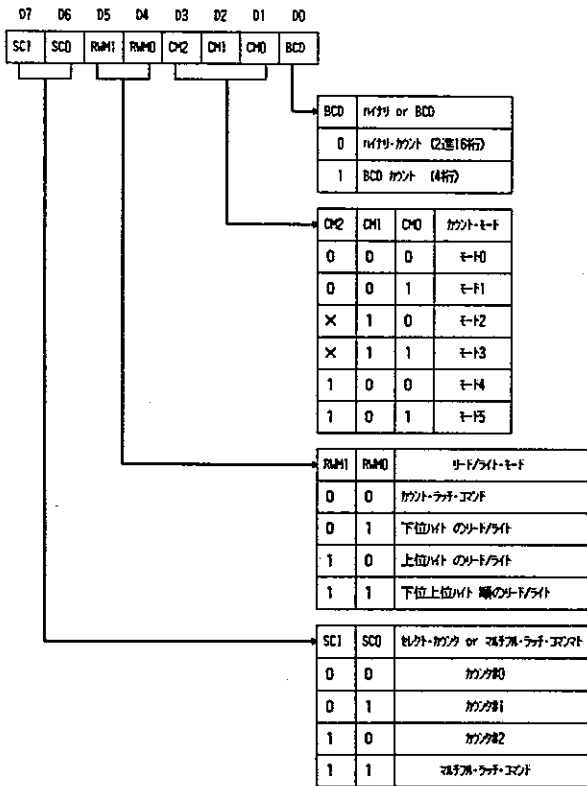 D7 D6 D5 D4 D3 D2 D1 D0
SC1 SC0 RWM1 RWM0 CM2 CM1 CM0 BCD
BCD バイナリ or BCD
0 バイナリ・カウント (2進16桁)
1 BCD カウント (4桁)
CM2 CM1 CM0 カウント・モード
0 0 0 モード0
0 0 1 モード1
× 1 0 モード2
× 1 1 モード3
1 0 0 モード4
1 0 1 モード5
RWM1 RWM0 リード/ライト・モード
0 0 カウント・ラッチ・コマンド
0 1 下位バイト のリード/ライト
1 0 上位バイト のリード/ライト
1 1 下位上位バイト 順のリード/ライト
SC1 SC0 セレクト・カウンタ or マルチプル・ラッチ・コマンド
0 0 カウンタ#0
0 1 カウンタ#1
1 0 カウンタ#2
1 1 マルチプル・ラッチ・コマンド